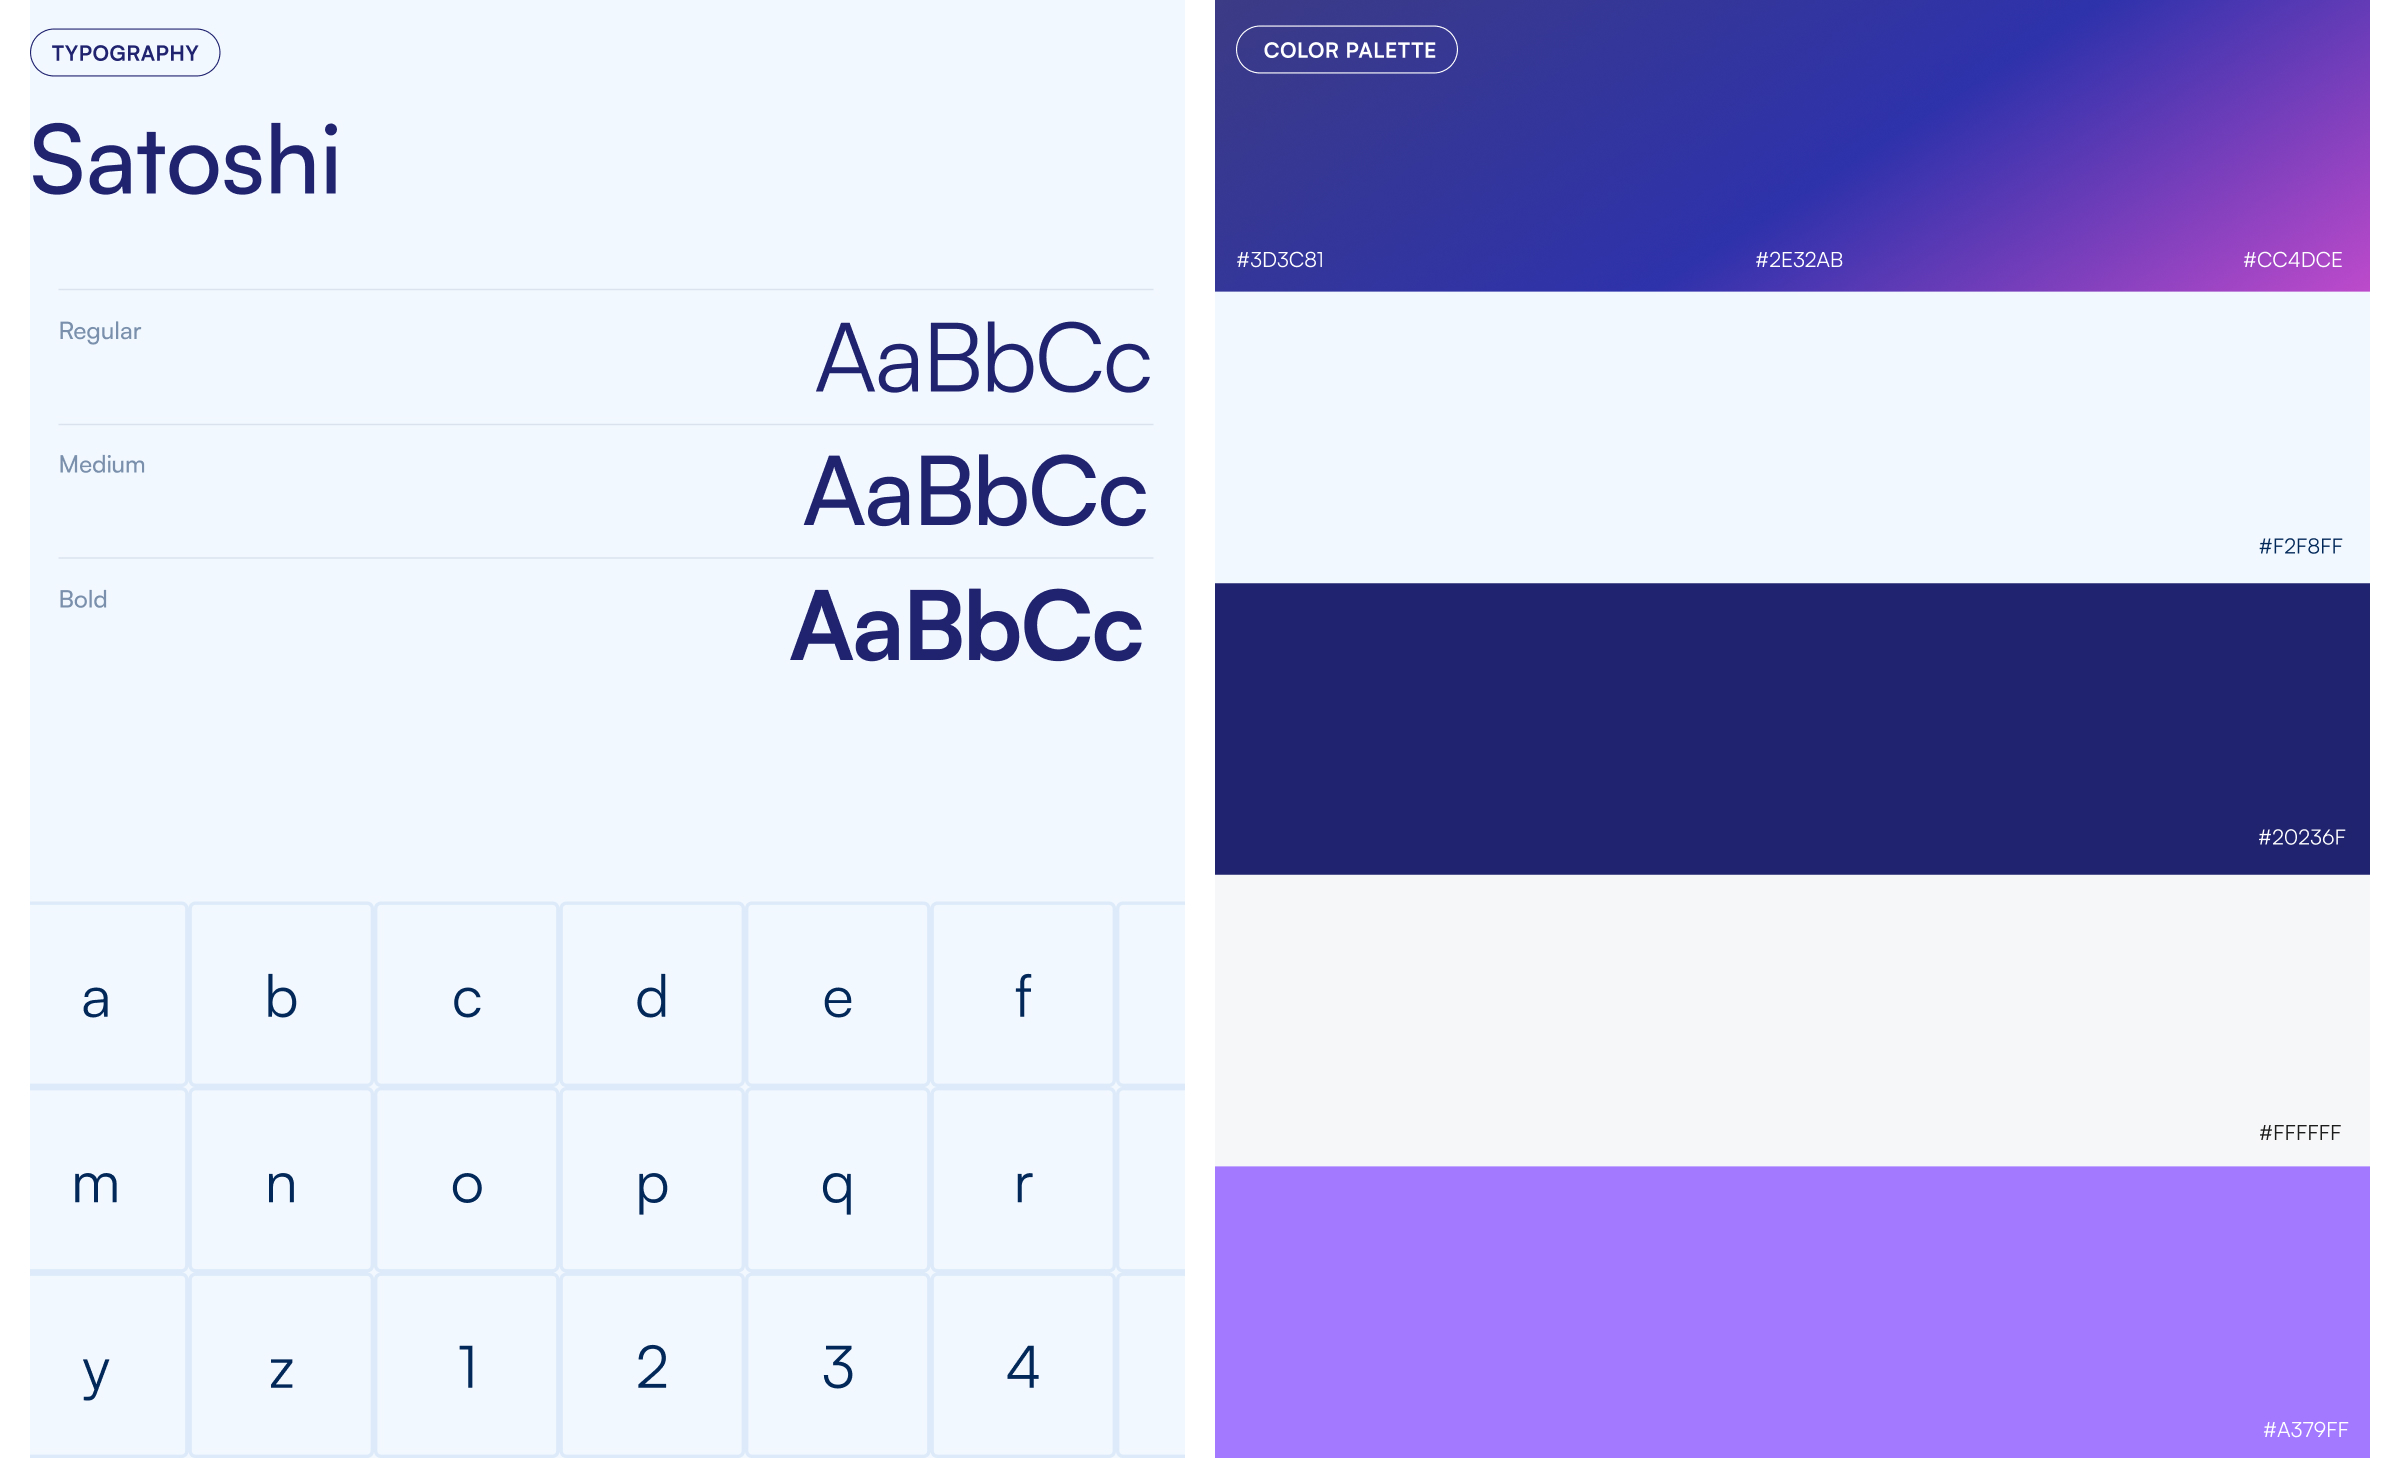 TYPOGRAPHY
Satoshi
Regular
AaBbCc
Medium
AaBbCc
Bold
AaBbCc
a b c d e f
m n o p q r
y z 1 2 3 4
COLOR PALETTE
#3D3C81 #2E32AB #CC4DCE
#F2F8FF
#20236F
#FFFFFF
#A379FF